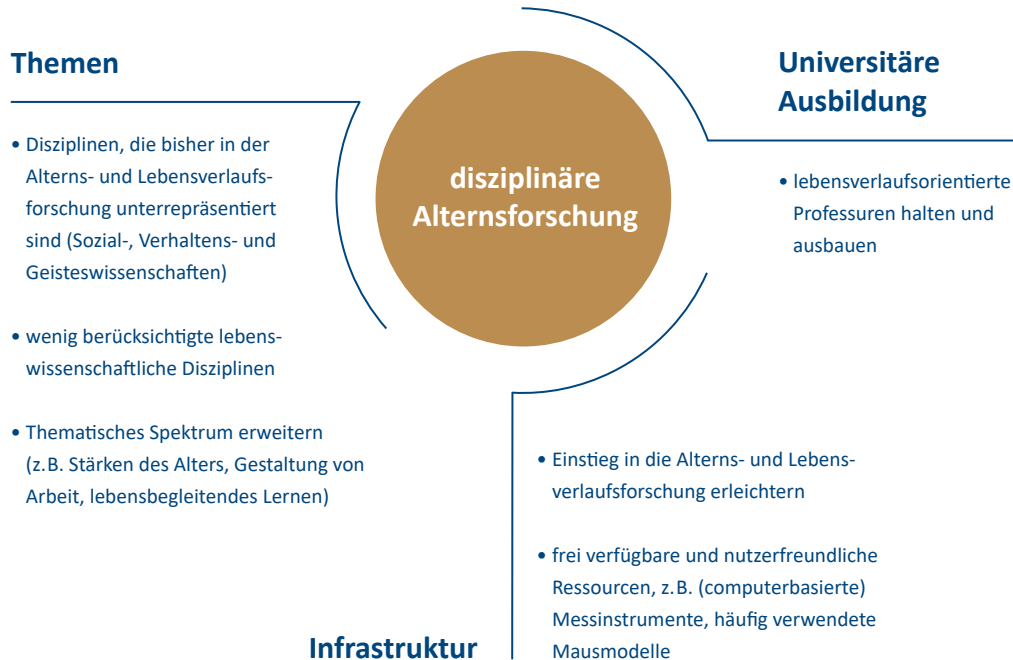 Themen
• Disziplinen, die bisher in der
Alterns- und Lebensverlaufs-
forschung unterrepräsentiert
sind (Sozial-, Verhaltens- und
Geisteswissenschaften)
• wenig berücksichtigte lebens-
wissenschaftliche Disziplinen
• Thematisches Spektrum erweitern
(z.B. Stärken des Alters, Gestaltung von
Arbeit, lebensbegleitendes Lernen)
disziplinäre
Alternsforschung
Universitäre
Ausbildung
• lebensverlaufsorientierte
Professuren halten und
ausbauen
Infrastruktur
• Einstieg in die Alterns- und Lebens-
verlaufsforschung erleichtern
• frei verfügbare und nutzerfreundliche
Ressourcen, z.B. (computerbasierte)
Messinstrumente, häufig verwendete
Mausmodelle